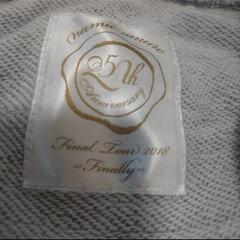 namie amuro
25th
Anniversary
Final Tour 2018
~Finally~